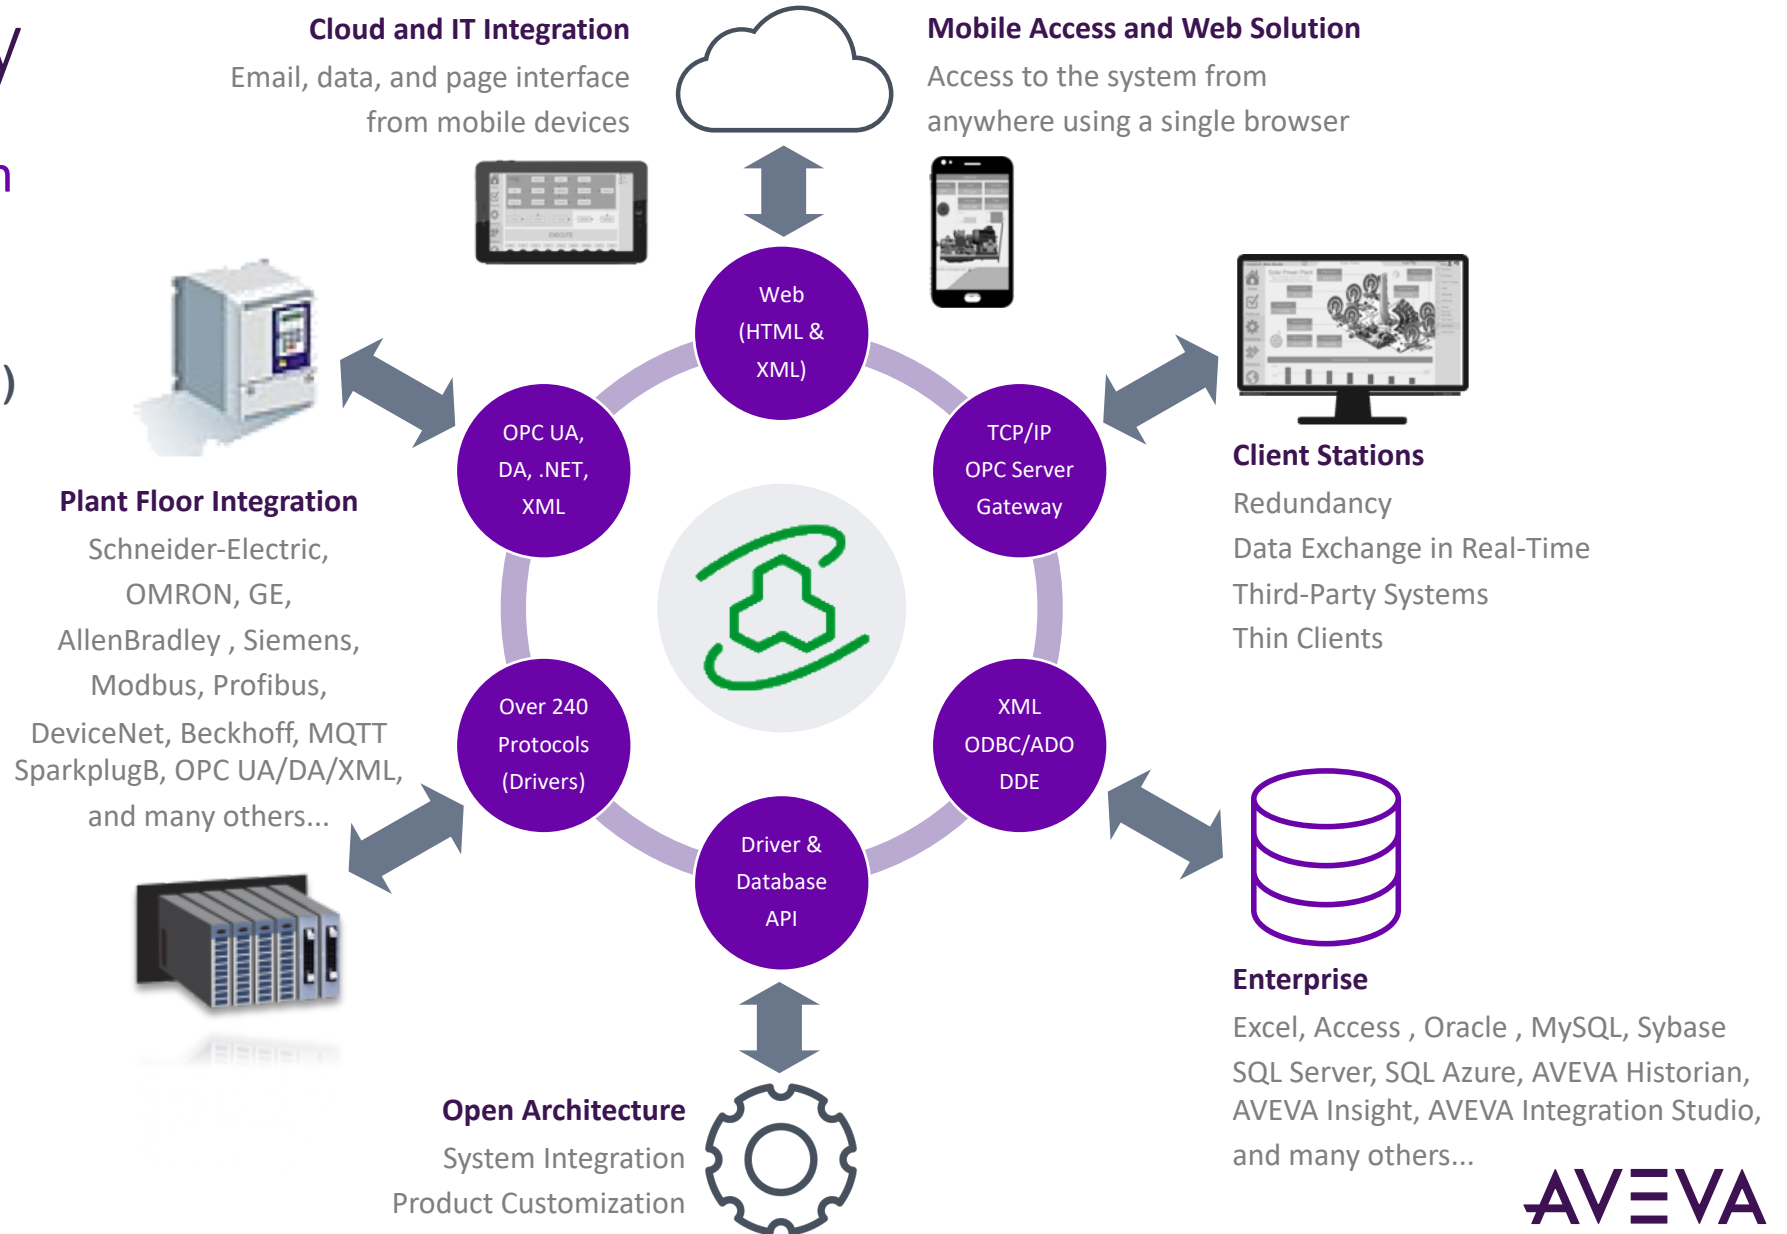 y
n
)
Cloud and IT Integration
Email, data, and page interface
from mobile devices
Mobile Access and Web Solution
Access to the system from
anywhere using a single browser
EXECUTE
Solar Power Plant
Web
(HTML &
XML)
OPC UA,
DA, .NET,
XML
TCP/IP
OPC Server
Gateway
Client Stations
Redundancy
Data Exchange in Real-Time
Third-Party Systems
Thin Clients
Plant Floor Integration
Schneider-Electric,
OMRON, GE,
AllenBradley , Siemens,
Modbus, Profibus,
DeviceNet, Beckhoff, MQTT
SparkplugB, OPC UA/DA/XML,
and many others...
Over 240
Protocols
(Drivers)
XML
ODBC/ADO
DDE
Driver &
Database
API
Enterprise
Excel, Access , Oracle , MySQL, Sybase
SQL Server, SQL Azure, AVEVA Historian,
AVEVA Insight, AVEVA Integration Studio,
and many others...
Open Architecture
System Integration
Product Customization
AVEVA